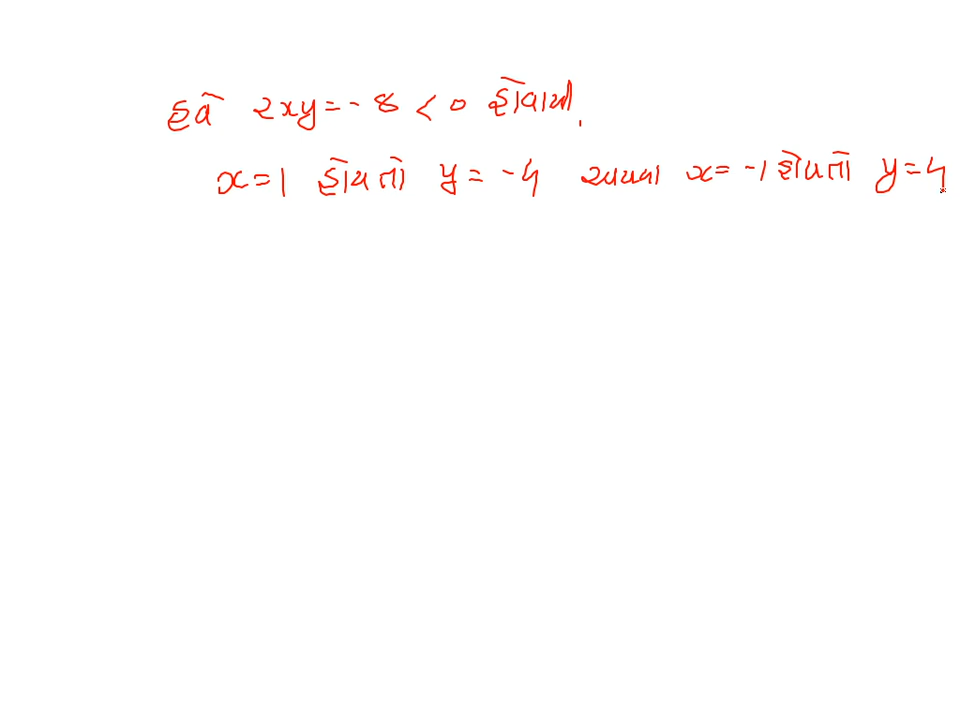 હવે 2xy = - 8 < 0 હોવાથી,
x = 1 હોય તો y = - 4 અથવા x = -1 હોય તો y = 4